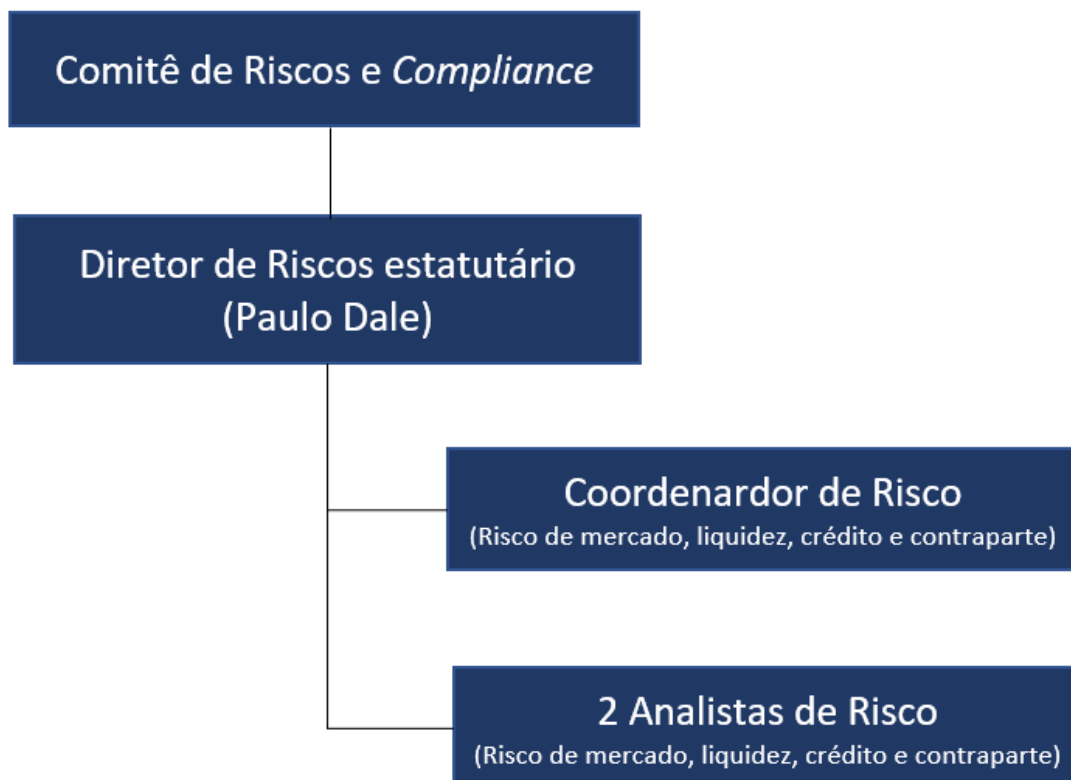 Comitê de Riscos e Compliance
Diretor de Riscos estatutário
(Paulo Dale)
Coordenardor de Risco
(Risco de mercado, liquidez, crédito e contraparte)
2 Analistas de Risco
(Risco de mercado, liquidez, crédito e contraparte)